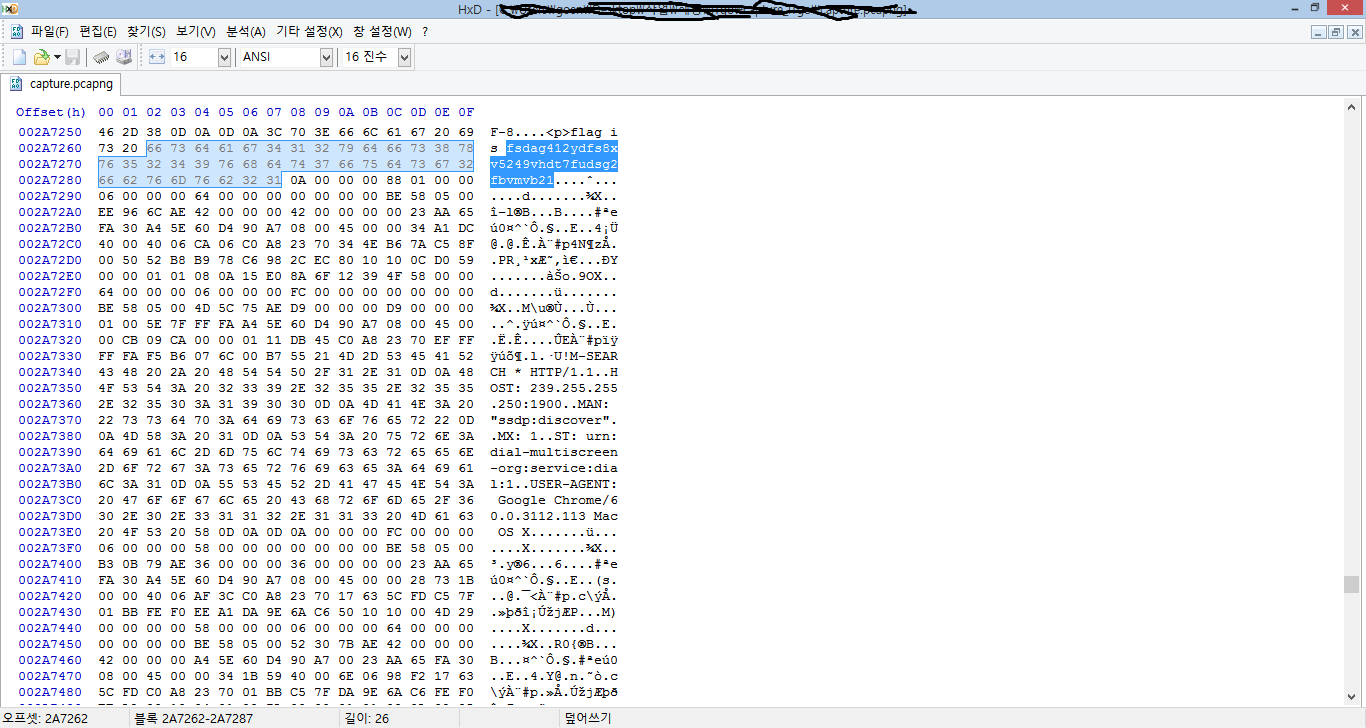 HxD - [
capture.pcapng]
파일(F) 편집(E) 찾기(S) 보기(V) 분석(A) 기타 설정(X) 창 설정(W) ?
16 ANSI 16 진수
capture.pcapng
Offset(h) 00 01 02 03 04 05 06 07 08 09 0A 0B 0C 0D 0E 0F
002A7250 46 2D 38 0D 0A 0D 0A 3C 70 3E 66 6C 61 67 20 69 F-8....<p>flag i
002A7260 73 20 66 73 64 61 67 34 31 32 79 64 66 73 38 78 s fsdag412ydfs8x
002A7270 76 35 32 34 39 76 68 64 74 37 66 75 64 73 67 32 v5249vhdt7fudsg2
002A7280 66 62 76 6D 76 62 32 31 0A 00 00 00 88 01 00 00 fbvmvb21....ˆ...
002A7290 06 00 00 00 64 00 00 00 00 00 00 00 BE 58 05 00 ....d.......¾X..
002A72A0 EE 96 6C AE 42 00 00 00 42 00 00 00 00 23 AA 65 î–l®B...B....#ªe
002A72B0 FA 30 A4 5E 60 D4 90 A7 08 00 45 00 00 34 A1 DC ú0¤^`Ô.§..E..4¡Ü
002A72C0 40 00 40 06 CA 06 C0 A8 23 70 34 4E B6 7A C5 8F @.@.Ê.À¨#p4N¶zÅ.
002A72D0 00 50 52 B8 B9 78 C6 98 2C EC 80 10 10 0C D0 59 .PR¸¹xÆ˜,ì€...ÐY
002A72E0 00 00 01 01 08 0A 15 E0 8A 6F 12 39 4F 58 00 00 .......àŠo.9OX..
002A72F0 64 00 00 00 06 00 00 00 FC 00 00 00 00 00 00 00 d.......ü.......
002A7300 BE 58 05 00 4D 5C 75 AE D9 00 00 00 D9 00 00 00 ¾X..M\u®Ù...Ù...
002A7310 01 00 5E 7F FF FA A4 5E 60 D4 90 A7 08 00 45 00 ..^.ÿú¤^`Ô.§..E.
002A7320 00 CB 09 CA 00 00 01 11 DB 45 C0 A8 23 70 EF FF .Ë.Ê....ÛEÀ¨#pïÿ
002A7330 FF FA F5 B6 07 6C 00 B7 55 21 4D 2D 53 45 41 52 ÿúõ¶.l.·U!M-SEAR
002A7340 43 48 20 2A 20 48 54 54 50 2F 31 2E 31 0D 0A 48 CH * HTTP/1.1..H
002A7350 4F 53 54 3A 20 32 33 39 2E 32 35 35 2E 32 35 35 OST: 239.255.255
002A7360 2E 32 35 30 3A 31 39 30 30 0D 0A 4D 41 4E 3A 20 .250:1900..MAN:
002A7370 22 73 73 64 70 3A 64 69 73 63 6F 76 65 72 22 0D "ssdp:discover".
002A7380 0A 4D 58 3A 20 31 0D 0A 53 54 3A 20 75 72 6E 3A .MX: 1..ST: urn:
002A7390 64 69 61 6C 2D 6D 75 6C 74 69 73 63 72 65 65 6E dial-multiscreen
002A73A0 2D 6F 72 67 3A 73 65 72 76 69 63 65 3A 64 69 61 -org:service:dia
002A73B0 6C 3A 31 0D 0A 55 53 45 52 2D 41 47 45 4E 54 3A l:1..USER-AGENT:
002A73C0 20 47 6F 6F 67 6C 65 20 43 68 72 6F 6D 65 2F 36 Google Chrome/6
002A73D0 30 2E 30 2E 33 31 31 32 2E 31 31 33 20 4D 61 63 0.0.3112.113 Mac
002A73E0 20 4F 53 20 58 0D 0A 0D 0A 00 00 00 FC 00 00 00 OS X.......ü...
002A73F0 06 00 00 00 58 00 00 00 00 00 00 00 BE 58 05 00 ....X.......¾X..
002A7400 B3 0B 79 AE 36 00 00 00 36 00 00 00 00 23 AA 65 ³.y®6...6....#ªe
002A7410 FA 30 A4 5E 60 D4 90 A7 08 00 45 00 00 28 73 1B ú0¤^`Ô.§..E..(s.
002A7420 00 00 40 06 AF 3C C0 A8 23 70 17 63 5C FD C5 7F ..@.¯<À¨#p.c\ýÅ.
002A7430 01 BB FE F0 EE A1 DA 9E 6A C6 50 10 10 00 4D 29 .»þðî¡ÚžjÆP...M)
002A7440 00 00 00 00 58 00 00 00 06 00 00 00 64 00 00 00 ....X.......d...
002A7450 00 00 00 00 BE 58 05 00 52 30 7B AE 42 00 00 00 ....¾X..R0{®B...
002A7460 42 00 00 00 A4 5E 60 D4 90 A7 00 23 AA 65 FA 30 B...¤^`Ô.§.#ªeú0
002A7470 08 00 45 00 00 34 1B 59 40 00 6E 06 98 F2 17 63 ..E..4.Y@.n.˜ò.c
002A7480 5C FD C0 A8 23 70 01 BB C5 7F DA 9E 6A C6 FE F0 \ýÀ¨#p.»Å.ÚžjÆþð
오프셋: 2A7262 블록 2A7262-2A7287 길이: 26 덮어쓰기